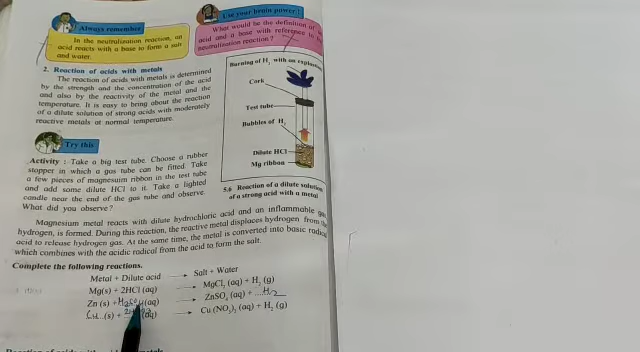 Use your brain power !
What would be the definition of
acid and a base with reference to
neutralization reaction ?
Always remember
In the neutralization reaction, an
acid reacts with a base to form a salt
and water.
2. Reaction of acids with metals
The reaction of acids with metals is determined
by the strength and the concentration of the acid
and also by the reactivity of the metal and the
temperature. It is easy to bring about the reaction
of a dilute solution of strong acids with moderately
reactive metals at normal temperature.
Try this
Activity : Take a big test tube. Choose a rubber
stopper in which a gas tube can be fitted. Take
a few pieces of magnesium ribbon in the test tube
and add some dilute HCl to it. Take a lighted
candle near the end of the gas tube and observe.
What did you observe?
Burning of H2 with an explosion
Cork
Test tube
Bubbles of H2
Dilute HCl
Mg ribbon
5.6 Reaction of a dilute solution
of a strong acid with a metal
Magnesium metal reacts with dilute hydrochloric acid and an inflammable gas
hydrogen, is formed. During this reaction, the reactive metal displaces hydrogen from the
acid to release hydrogen gas. At the same time, the metal is converted into basic radical
which combines with the acidic radical from the acid to form the salt.
Complete the following reactions.
Metal + Dilute acid → Salt + Water
Mg(s) + 2HCl (aq) → MgCl2 (aq) + H2 (g)
Zn (s) + H2SO4 (aq) → ZnSO4 (aq) + ...H2
(s) + (aq) → Cu (NO3)2 (aq) + H2 (g)